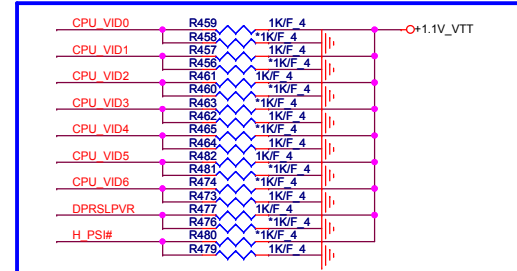 CPU_VID0 R459 1K/F_4 +1.1V_VTT
R458 *1K/F_4
CPU_VID1 R457 1K/F_4
R456 *1K/F_4
CPU_VID2 R461 1K/F_4
R460 *1K/F_4
CPU_VID3 R463 *1K/F_4
R462 1K/F_4
CPU_VID4 R465 *1K/F_4
R464 1K/F_4
CPU_VID5 R482 1K/F_4
R481 *1K/F_4
CPU_VID6 R474 *1K/F_4
R473 1K/F_4
DPRSLPVR R477 1K/F_4
R476 *1K/F_4
H_PSI# R480 *1K/F_4
R479 1K/F_4